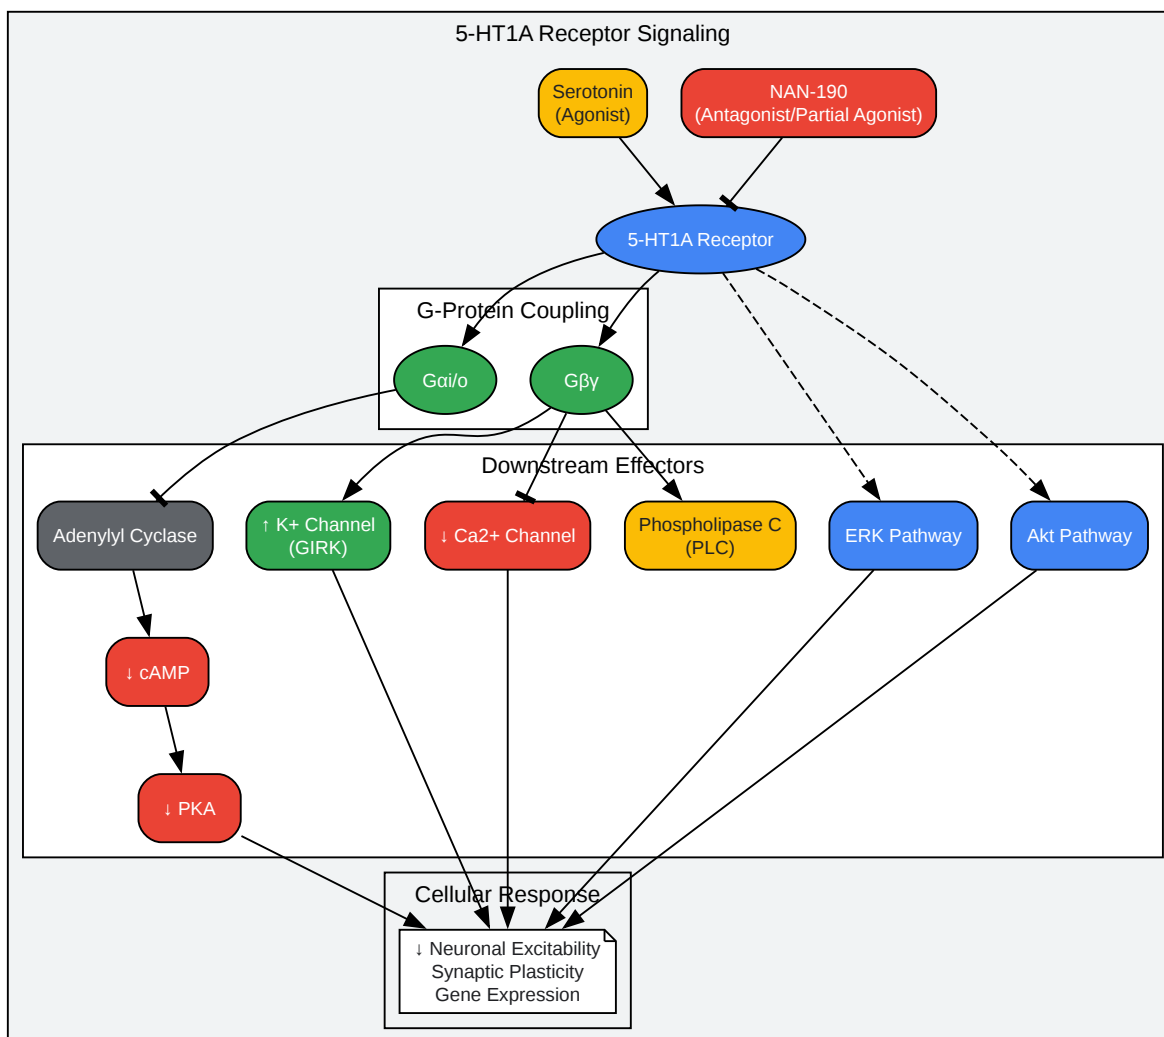 5-HT1A Receptor Signaling
Serotonin
(Agonist)
NAN-190
(Antagonist/Partial Agonist)
5-HT1A Receptor
G-Protein Coupling
Gαi/o
Gβγ
Downstream Effectors
Adenylyl Cyclase
↑ K+ Channel
(GIRK)
↓ Ca2+ Channel
Phospholipase C
(PLC)
ERK Pathway
Akt Pathway
↓ cAMP
↓ PKA
Cellular Response
↓ Neuronal Excitability
Synaptic Plasticity
Gene Expression